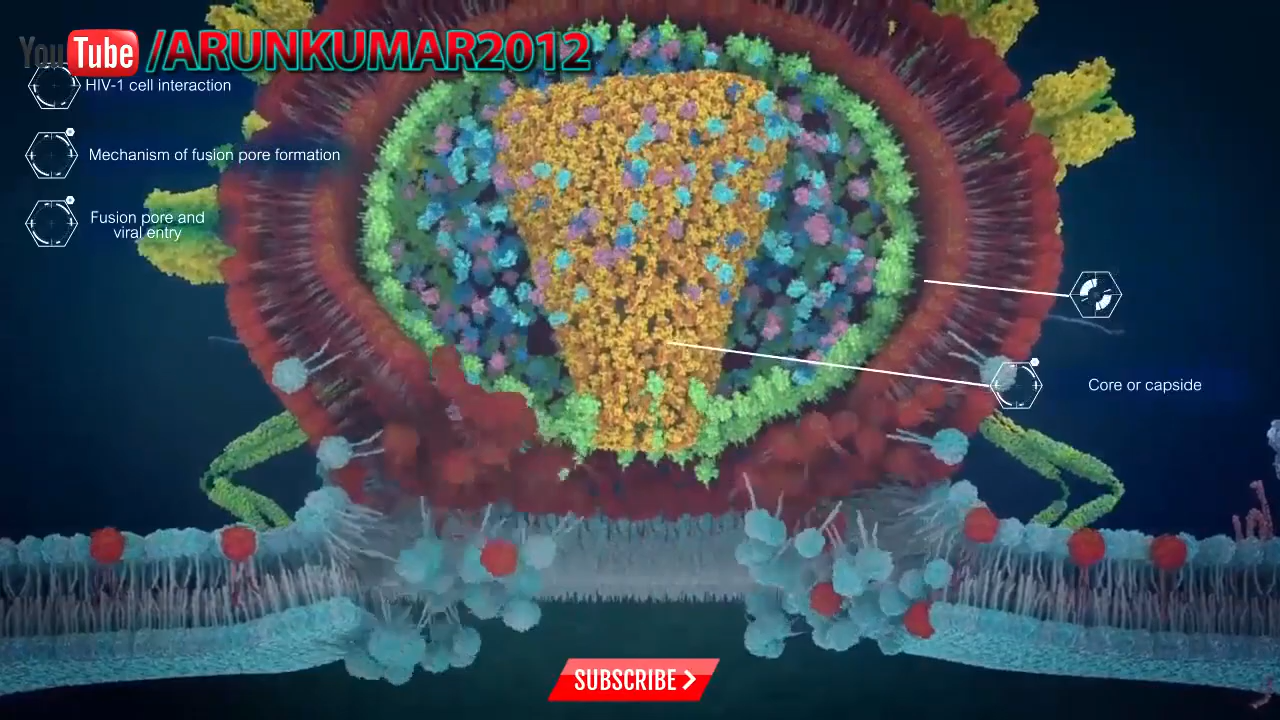 YouTube /ARUNKUMAR2012
HIV-1 cell interaction
Mechanism of fusion pore formation
Fusion pore and
viral entry
Core or capside
SUBSCRIBE